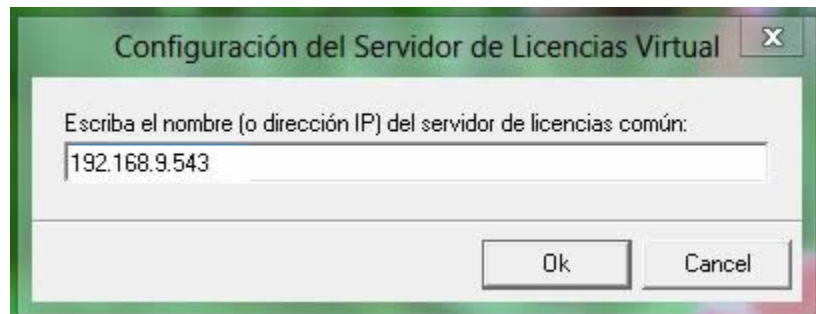 Configuración del Servidor de Licencias Virtual
x
Escriba el nombre (o dirección IP) del servidor de licencias común:
192.168.9.543
Ok
Cancel